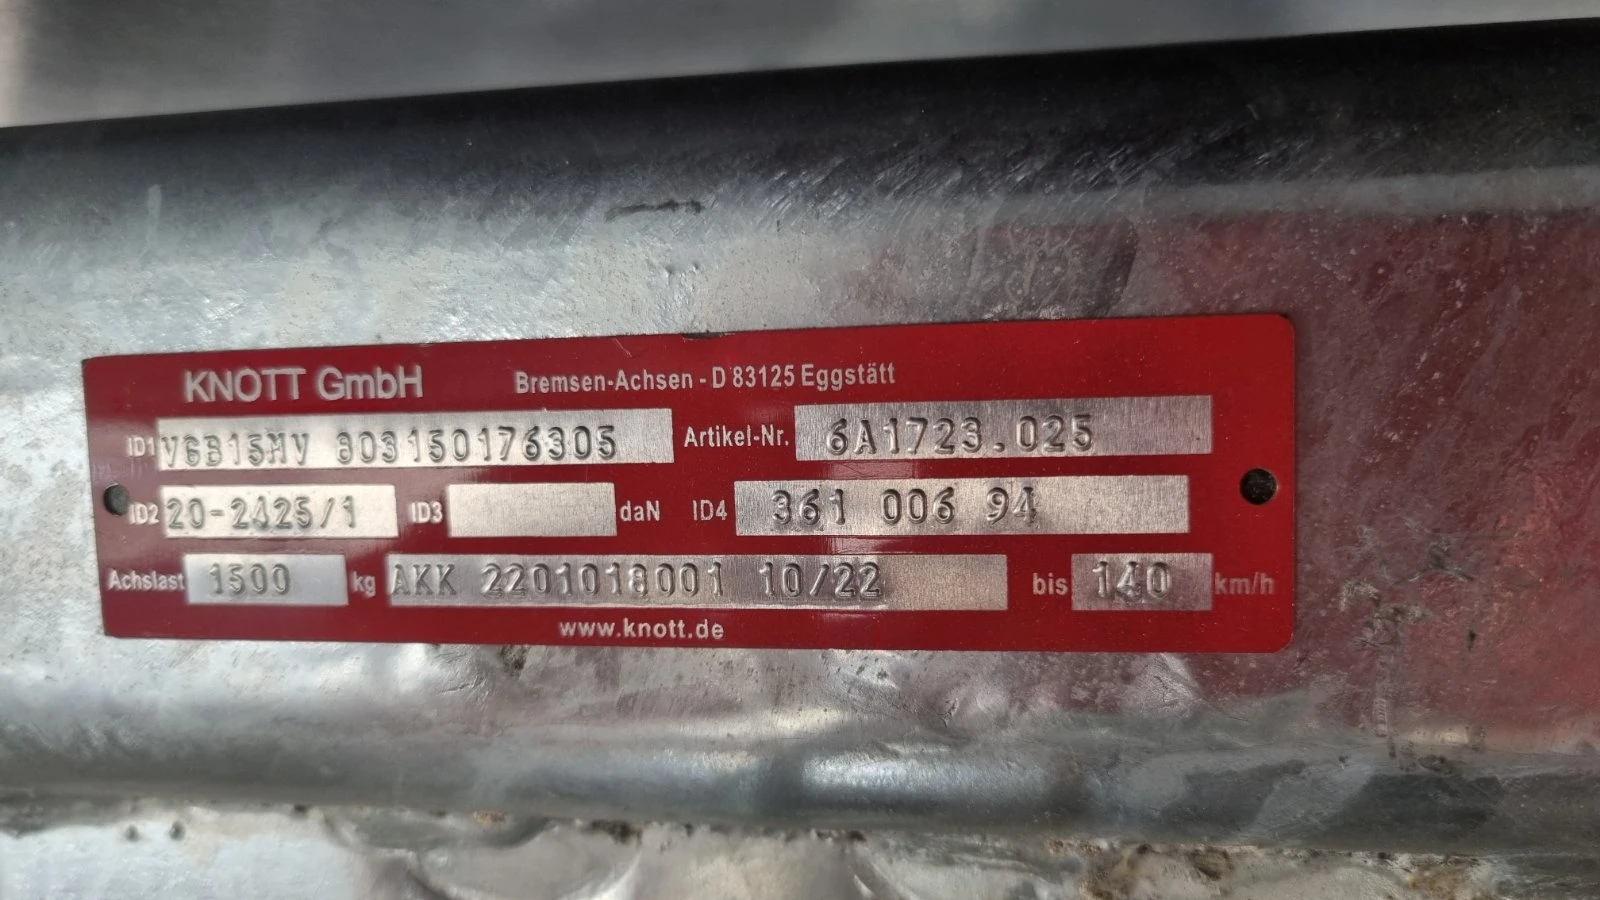 KNOTT GmbH Bremsen-Achsen - D 83125 Eggstätt
ID1 VGB15MV 803150176305 Artikel-Nr. 6A1723.025
ID2 20-2425/1 ID3 daN ID4 361 006 94
Achslast 1500 kg AKK 2201018001 10/22 bis 140 km/h
www.knott.de